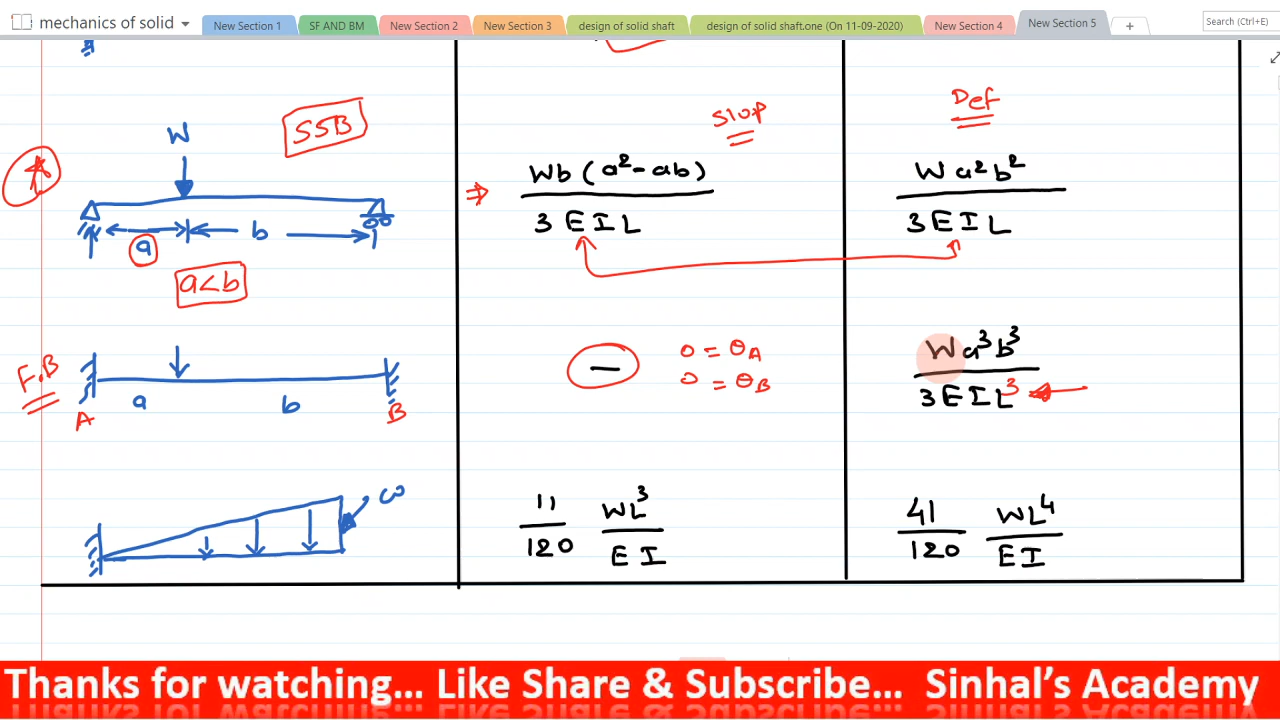 mechanics of solid
New Section 1
SF AND BM
New Section 2
New Section 3
design of solid shaft
design of solid shaft.one (On 11-09-2020)
New Section 4
New Section 5
+
Search (Ctrl+E)
Slop
Def
SSB
W
a
b
a<b
⇒ Wb (a² - ab)
3 E I L
W a² b²
3 E I L
F.B
A
a
b
B
—
0 = θA
0 = θB
W a³ b³
3 E I L³
ω
11 WL³
120 E I
41 WL⁴
120 E I
Thanks for watching... Like Share & Subscribe... Sinhal's Academy